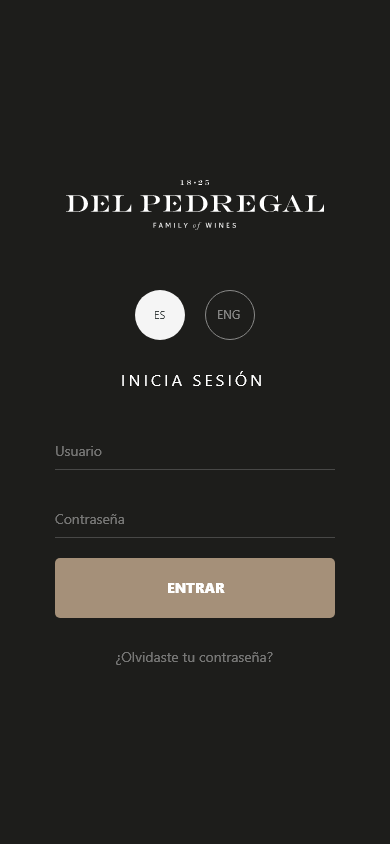 18·25
DEL PEDREGAL
FAMILY of WINES
ES
ENG
INICIA SESIÓN
Usuario
Contraseña
ENTRAR
¿Olvidaste tu contraseña?